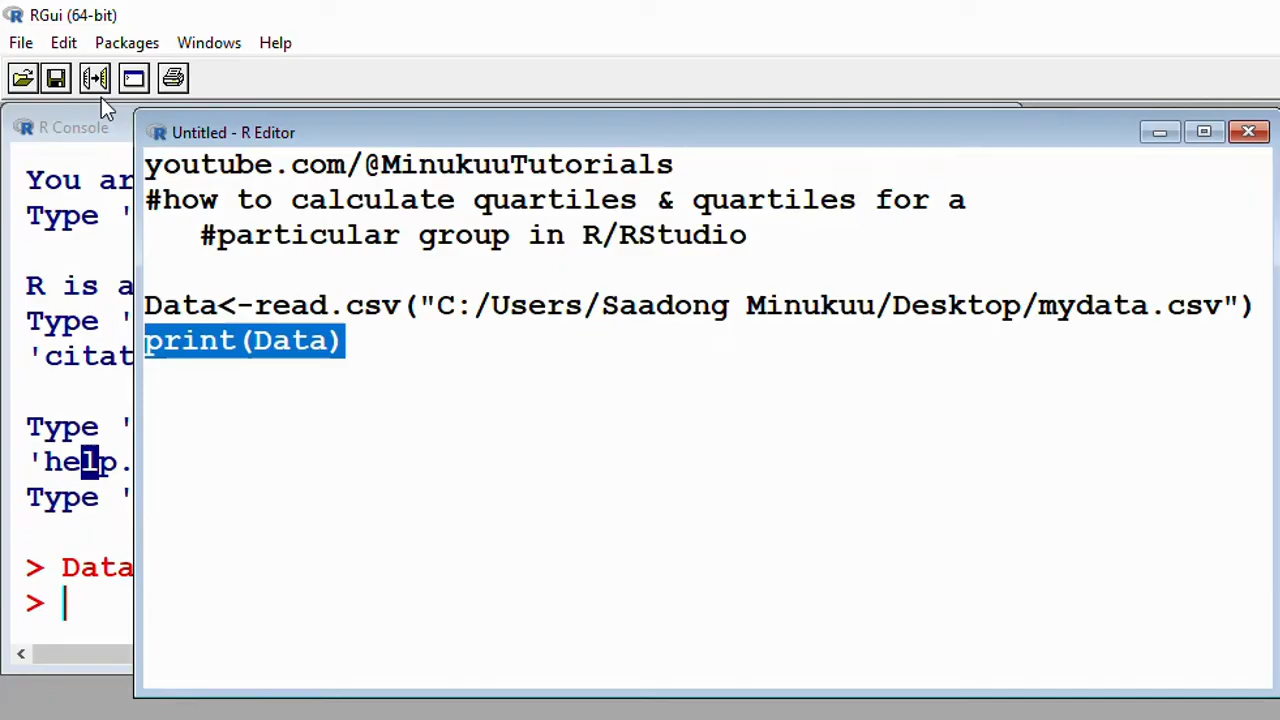 RGui (64-bit)
File Edit Packages Windows Help
R Console
Untitled - R Editor
You ar
Type '
R is a
Type '
'citat
Type '
'help.
Type '
> Data
>
youtube.com/@MinukuuTutorials
#how to calculate quartiles & quartiles for a
#particular group in R/RStudio
Data<-read.csv("C:/Users/Saadong Minukuu/Desktop/mydata.csv")
print(Data)